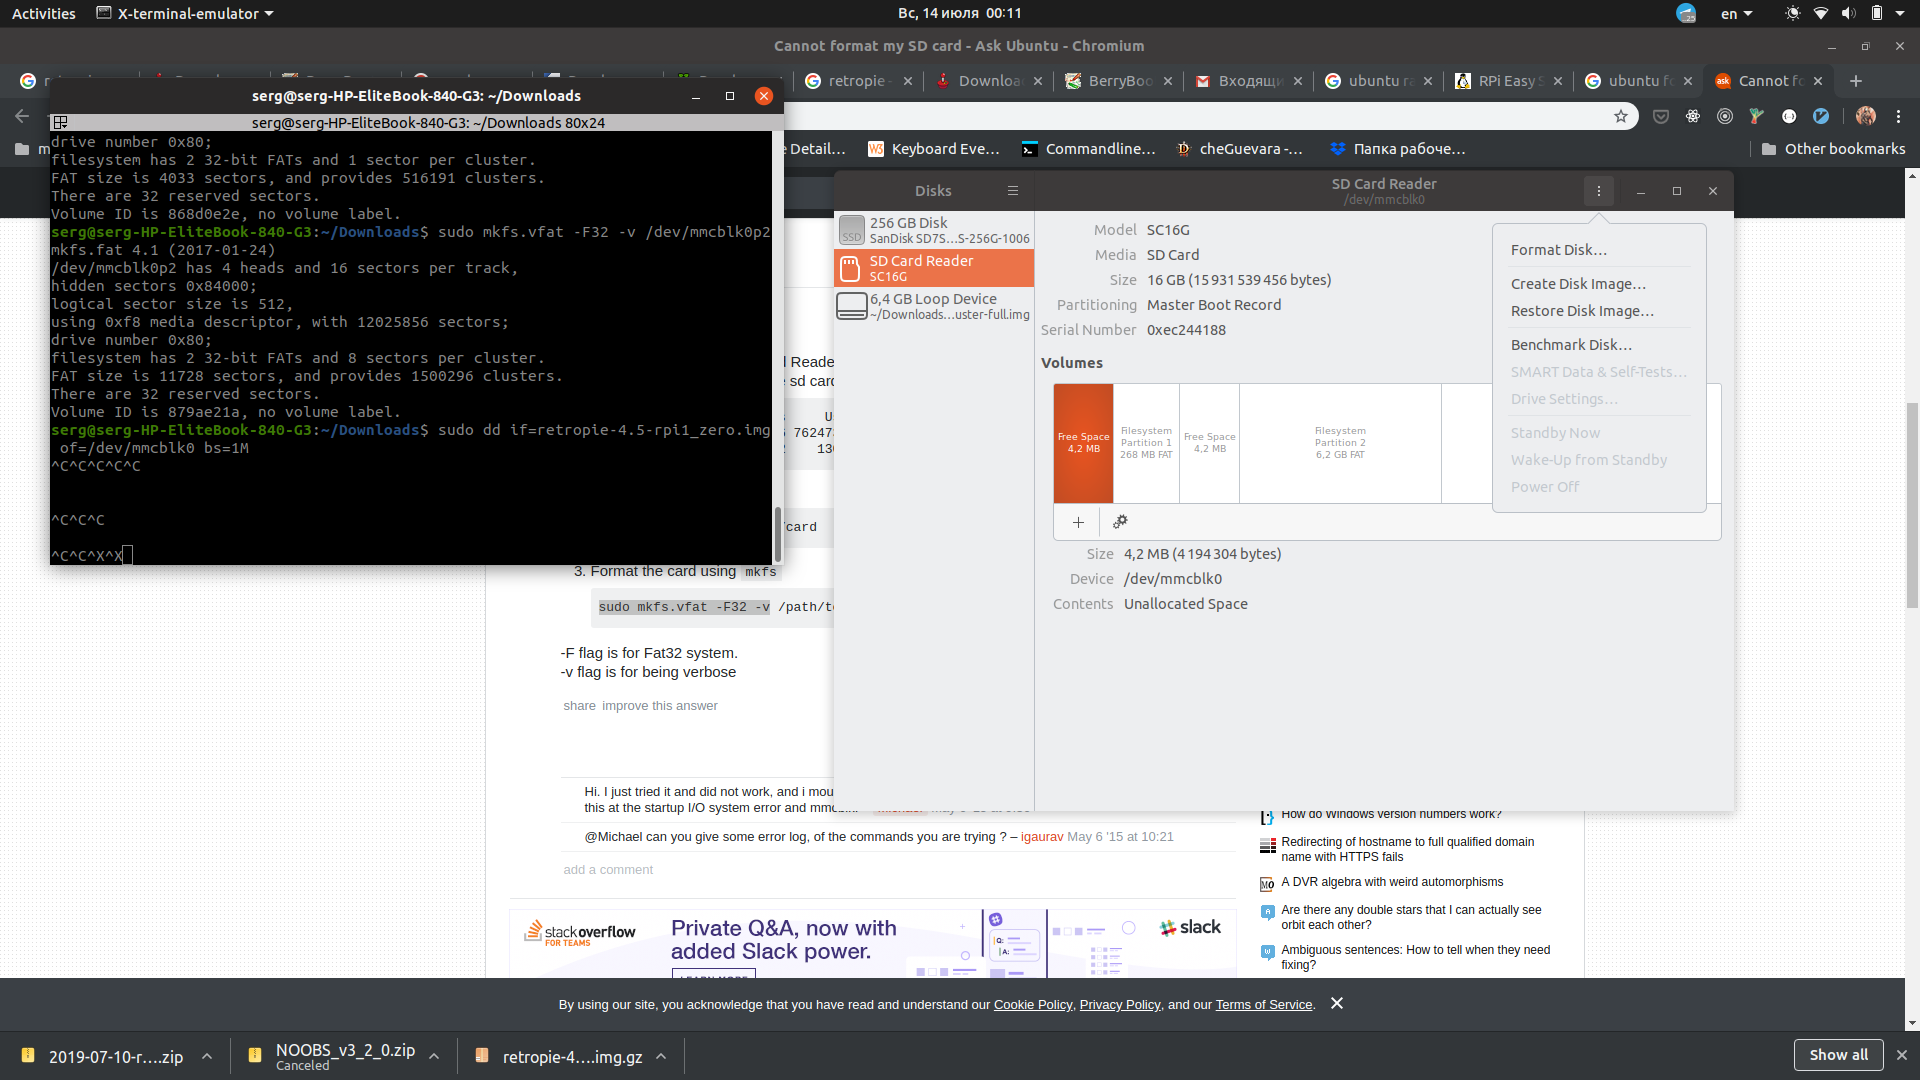 Activities
X-terminal-emulator
Вс, 14 июля 00:11
25
en
Cannot format my SD card - Ask Ubuntu - Chromium
retropie -
Downloa
BerryBoo
Входящи
ubuntu ra
RPi Easy S
ubuntu fo
Cannot fo
e Detail…
Keyboard Eve…
Commandline…
cheGuevara -…
Папка рабоче…
Other bookmarks
serg@serg-HP-EliteBook-840-G3: ~/Downloads
serg@serg-HP-EliteBook-840-G3: ~/Downloads 80x24
drive number 0x80;
filesystem has 2 32-bit FATs and 1 sector per cluster.
FAT size is 4033 sectors, and provides 516191 clusters.
There are 32 reserved sectors.
Volume ID is 868d0e2e, no volume label.
serg@serg-HP-EliteBook-840-G3:~/Downloads$ sudo mkfs.vfat -F32 -v /dev/mmcblk0p2
mkfs.fat 4.1 (2017-01-24)
/dev/mmcblk0p2 has 4 heads and 16 sectors per track,
hidden sectors 0x84000;
logical sector size is 512,
using 0xf8 media descriptor, with 12025856 sectors;
drive number 0x80;
filesystem has 2 32-bit FATs and 8 sectors per cluster.
FAT size is 11728 sectors, and provides 1500296 clusters.
There are 32 reserved sectors.
Volume ID is 879ae21a, no volume label.
serg@serg-HP-EliteBook-840-G3:~/Downloads$ sudo dd if=retropie-4.5-rpi1_zero.img
of=/dev/mmcblk0 bs=1M
^C^C^C^C^C
^C^C^C
^C^C^X^X
Disks
SD Card Reader
/dev/mmcblk0
256 GB Disk
SanDisk SD7S…S-256G-1006
SD Card Reader
SC16G
6,4 GB Loop Device
~/Downloads…uster-full.img
Model SC16G
Media SD Card
Size 16 GB (15 931 539 456 bytes)
Partitioning Master Boot Record
Serial Number 0xec244188
Volumes
Free Space
4,2 MB
Filesystem
Partition 1
268 MB FAT
Free Space
4,2 MB
Filesystem
Partition 2
6,2 GB FAT
Size 4,2 MB (4 194 304 bytes)
Device /dev/mmcblk0
Contents Unallocated Space
Format Disk…
Create Disk Image…
Restore Disk Image…
Benchmark Disk…
SMART Data & Self-Tests…
Drive Settings…
Standby Now
Wake-Up from Standby
Power Off
d Reade
sd car
76247
/card
3. Format the card using mkfs
sudo mkfs.vfat -F32 -v /path/to
-F flag is for Fat32 system.
-v flag is for being verbose
share improve this answer
Hi. I just tried it and did not work, and i mou
this at the startup I/O system error and
@Michael can you give some error log, of the commands you are trying ? – igaurav May 6 '15 at 10:21
add a comment
How do Windows version numbers work?
Redirecting of hostname to full qualified domain
name with HTTPS fails
A DVR algebra with weird automorphisms
Are there any double stars that I can actually see
orbit each other?
Ambiguous sentences: How to tell when they need
fixing?
stackoverflow
FOR TEAMS
Private Q&A, now with
added Slack power.
LEARN MORE
Q:
A:
slack
By using our site, you acknowledge that you have read and understand our Cookie Policy, Privacy Policy, and our Terms of Service.
2019-07-10-r….zip
NOOBS_v3_2_0.zip
Canceled
retropie-4….img.gz
Show all